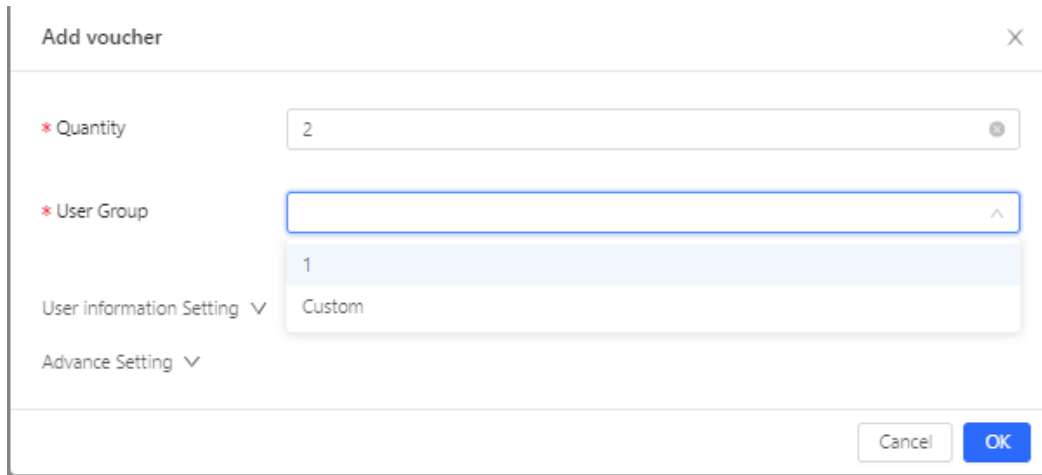 Add voucher
* Quantity
2
* User Group
1
Custom
User information Setting
Advance Setting
Cancel
OK